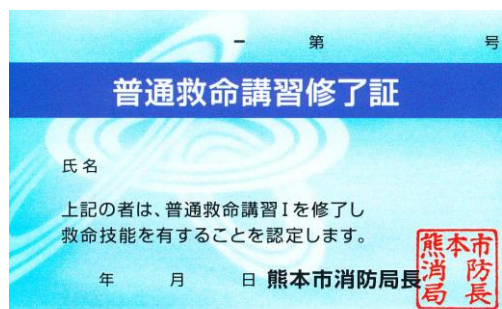 ー 第 号
普通救命講習修了証
氏名
上記の者は、普通救命講習Ⅰを修了し
救命技能を有することを認定します。
年 月 日 熊本市消防局長
熊本市
消防
局長